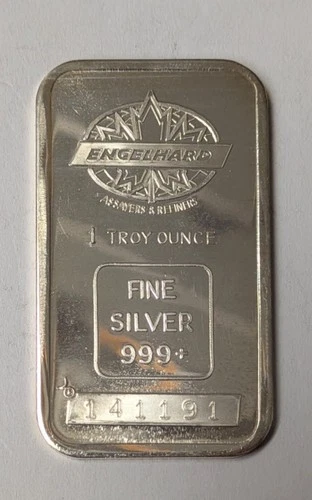 ENGELHARD
ASSAYERS & REFINERS
1 TROY OUNCE
FINE
SILVER
999+
141191